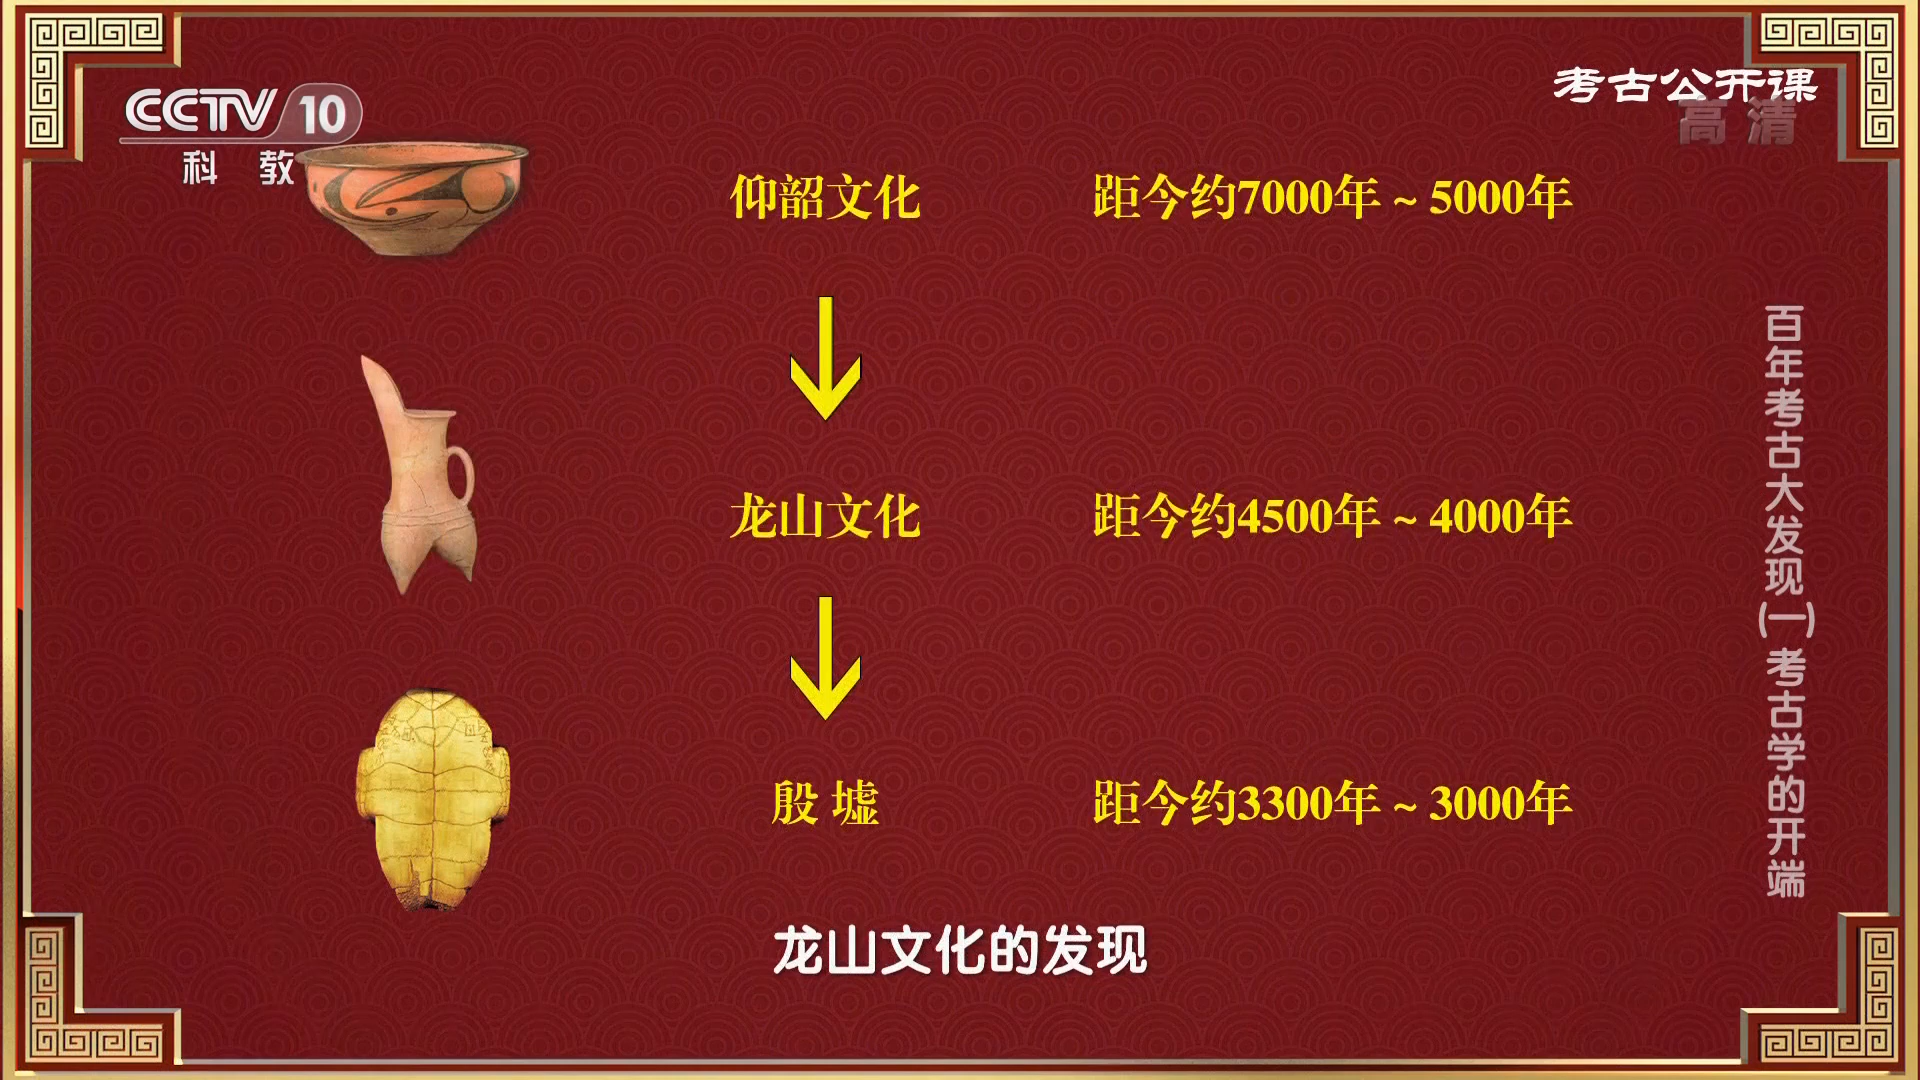 CCTV 10
科 教
考古公开课
高清
仰韶文化 距今约7000年~5000年
龙山文化 距今约4500年~4000年
殷墟 距今约3300年~3000年
百年考古大发现(一) 考古学的开端
龙山文化的发现